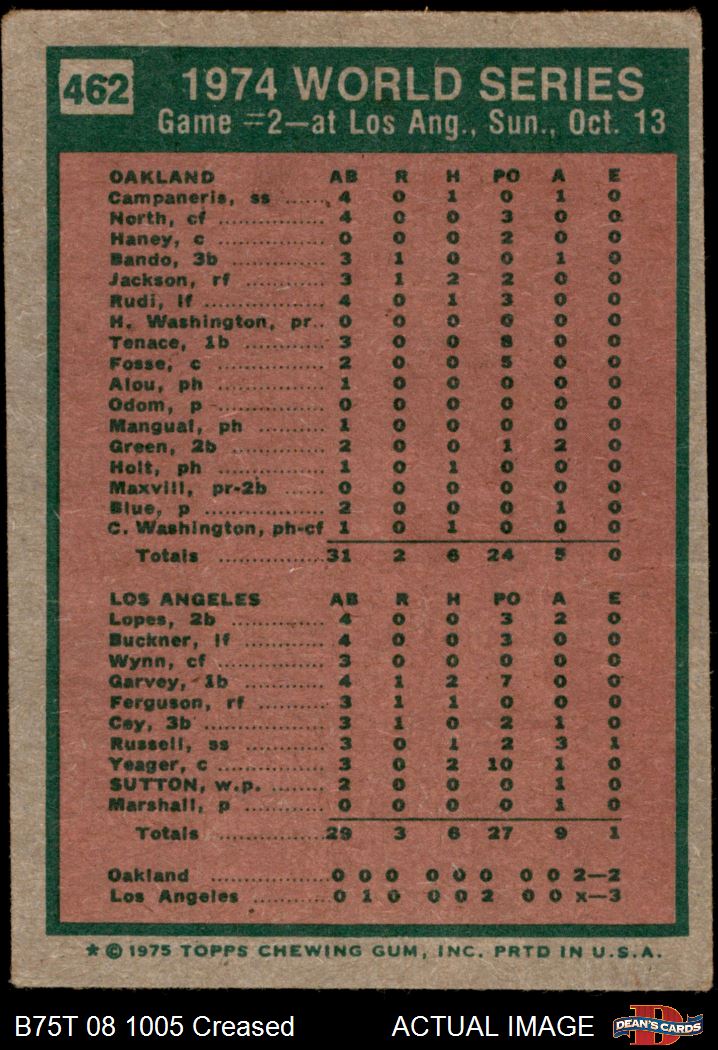 462
1974 WORLD SERIES
Game #2—at Los Ang., Sun., Oct. 13
OAKLAND AB R H PO A E
Campaneris, ss ...... 4 0 1 0 1 0
North, cf ............... 4 0 0 3 0 0
Haney, c ............... 0 0 0 2 0 0
Bando, 3b ............ 3 1 0 0 1 0
Jackson, rf ............ 3 1 2 2 0 0
Rudi, lf ................. 4 0 1 3 0 0
H. Washington, pr.. 0 0 0 0 0 0
Tenace, 1b ............ 3 0 0 8 0 0
Fosse, c ............... 2 0 0 5 0 0
Alou, ph ............... 1 0 0 0 0 0
Odom, p ............... 0 0 0 0 0 0
Mangual, ph ......... 1 0 0 0 0 0
Green, 2b ............ 2 0 0 1 2 0
Holt, ph ............... 1 0 1 0 0 0
Maxvill, pr-2b ...... 0 0 0 0 0 0
Blue, p ................. 2 0 0 0 1 0
C. Washington, ph-cf 1 0 1 0 0 0
Totals ............... 31 2 6 24 5 0
LOS ANGELES AB R H PO A E
Lopes, 2b ............ 4 0 0 3 2 0
Buckner, lf ............ 4 0 0 3 0 0
Wynn, cf ............... 3 0 0 0 0 0
Garvey, 1b ............ 4 1 2 7 0 0
Ferguson, rf ......... 3 1 1 0 0 0
Cey, 3b ............... 3 1 0 2 1 0
Russell, ss ............ 3 0 1 2 3 1
Yeager, c ............... 3 0 2 10 1 0
SUTTON, w.p. ......... 2 0 0 0 1 0
Marshall, p ............ 0 0 0 0 1 0
Totals ............... 29 3 6 27 9 1
Oakland ............... 0 0 0 0 0 0 0 0 2—2
Los Angeles ......... 0 1 0 0 0 2 0 0 x—3
* © 1975 TOPPS CHEWING GUM, INC. PRTD IN U.S.A.
B75T 08 1005 Creased ACTUAL IMAGE
D
DEAN'S CARDS